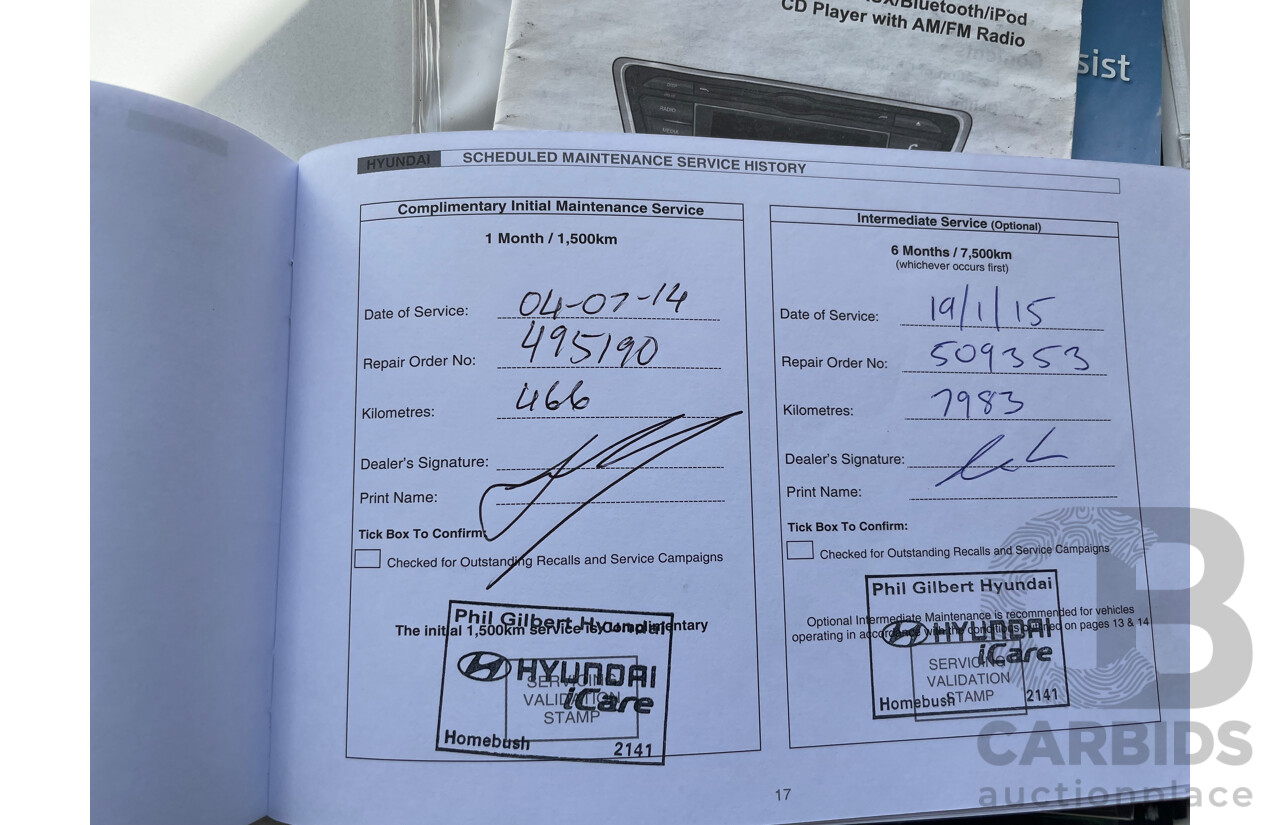 /Bluetooth/iPod
CD Player with AM/FM Radio
sist
RADIO
MEDIA
HYUNDAI SCHEDULED MAINTENANCE SERVICE HISTORY
Complimentary Initial Maintenance Service
1 Month / 1,500km
Date of Service: 04-07-14
Repair Order No: 495190
Kilometres: 466
Dealer's Signature:
Print Name:
Tick Box To Confirm:
Checked for Outstanding Recalls and Service Campaigns
The initial 1,500km service is Complimentary
Phil Gilbert Hyundai
HYUNDAI
iCare
SERVICING
VALIDATION
STAMP
Homebush 2141
Intermediate Service (Optional)
6 Months / 7,500km
(whichever occurs first)
Date of Service: 19/1/15
Repair Order No: 509353
Kilometres: 7983
Dealer's Signature:
Print Name:
Tick Box To Confirm:
Checked for Outstanding Recalls and Service Campaigns
Phil Gilbert Hyundai
Optional Intermediate Maintenance is recommended for vehicles
operating in accordance with the conditions outlined on pages 13 & 14
HYUNDAI
iCare
SERVICING
VALIDATION
STAMP
Homebush 2141
17
B
CARBIDS
auctionplace